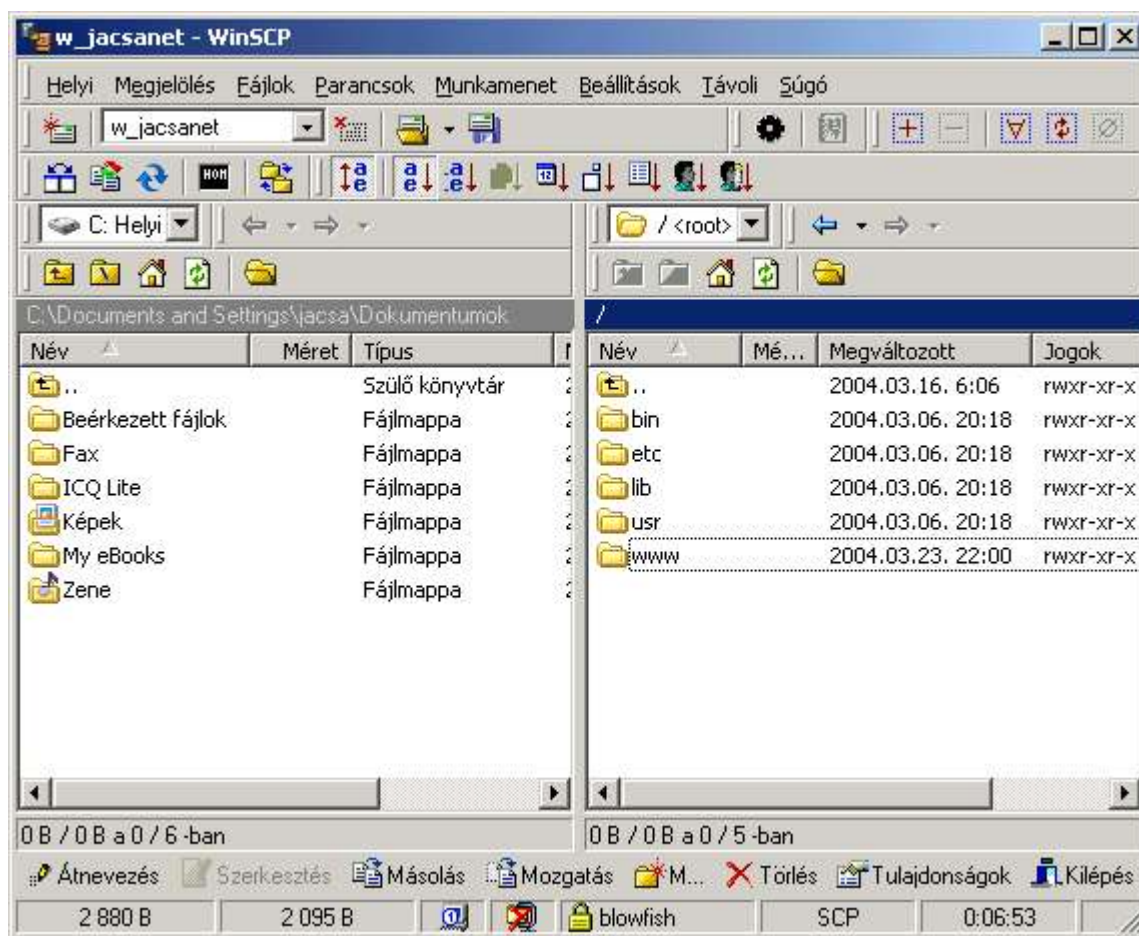 w_jacsanet - WinSCP
Helyi Megjelölés Fájlok Parancsok Munkamenet Beállítások Távoli Súgó
w_jacsanet
C: Helyi
/ <root>
C:\Documents and Settings\jacsa\Dokumentumok
/
Név Méret Típus
Név Mé... Megváltozott Jogok
.. Szülő könyvtár
Beérkezett fájlok Fájlmappa
Fax Fájlmappa
ICQ Lite Fájlmappa
Képek Fájlmappa
My eBooks Fájlmappa
Zene Fájlmappa
.. 2004.03.16. 6:06 rwxr-xr-x
bin 2004.03.06. 20:18 rwxr-xr-x
etc 2004.03.06. 20:18 rwxr-xr-x
lib 2004.03.06. 20:18 rwxr-xr-x
usr 2004.03.06. 20:18 rwxr-xr-x
www 2004.03.23. 22:00 rwxr-xr-x
0 B / 0 B a 0 / 6 -ban
0 B / 0 B a 0 / 5 -ban
Átnevezés Szerkesztés Másolás Mozgatás M... Törlés Tulajdonságok Kilépés
2 880 B 2 095 B blowfish SCP 0:06:53